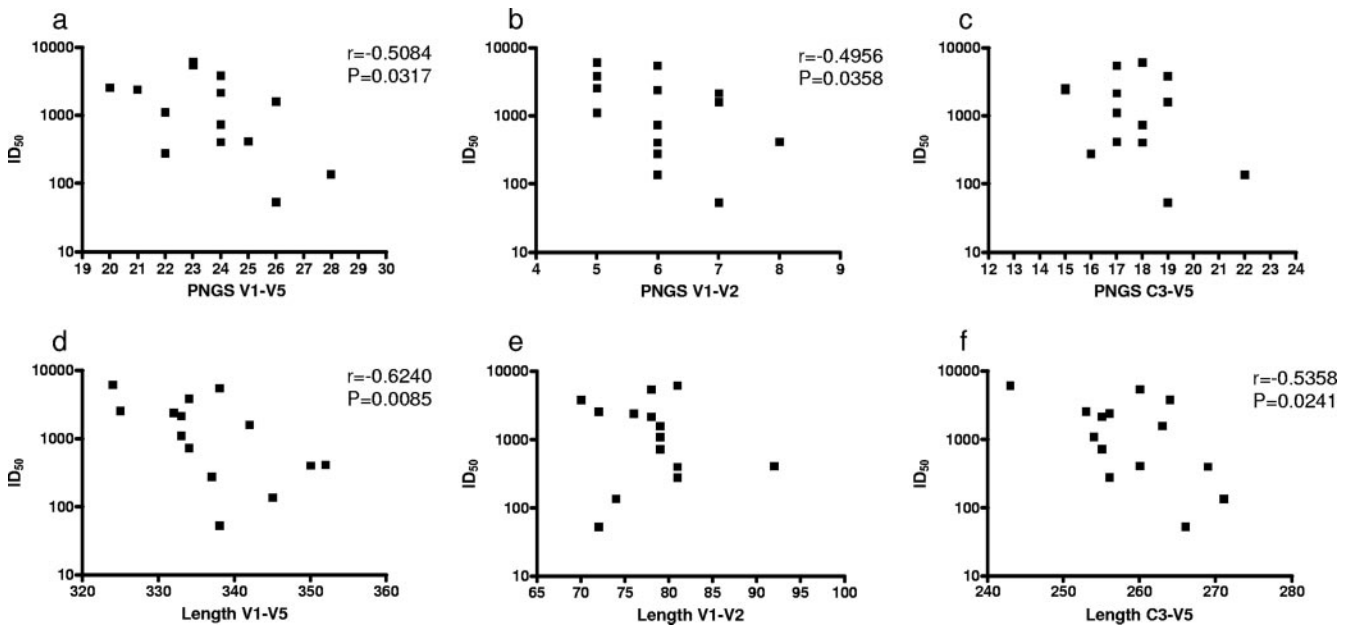 a
r=-0.5084
P=0.0317
10000
1000
100
10
ID50
19 20 21 22 23 24 25 26 27 28 29 30
PNGS V1-V5
b
r=-0.4956
P=0.0358
10000
1000
100
10
ID50
4 5 6 7 8 9
PNGS V1-V2
c
10000
1000
100
10
ID50
12 13 14 15 16 17 18 19 20 21 22 23 24
PNGS C3-V5
d
r=-0.6240
P=0.0085
10000
1000
100
10
ID50
320 330 340 350 360
Length V1-V5
e
10000
1000
100
10
ID50
65 70 75 80 85 90 95 100
Length V1-V2
f
r=-0.5358
P=0.0241
10000
1000
100
10
ID50
240 250 260 270 280
Length C3-V5